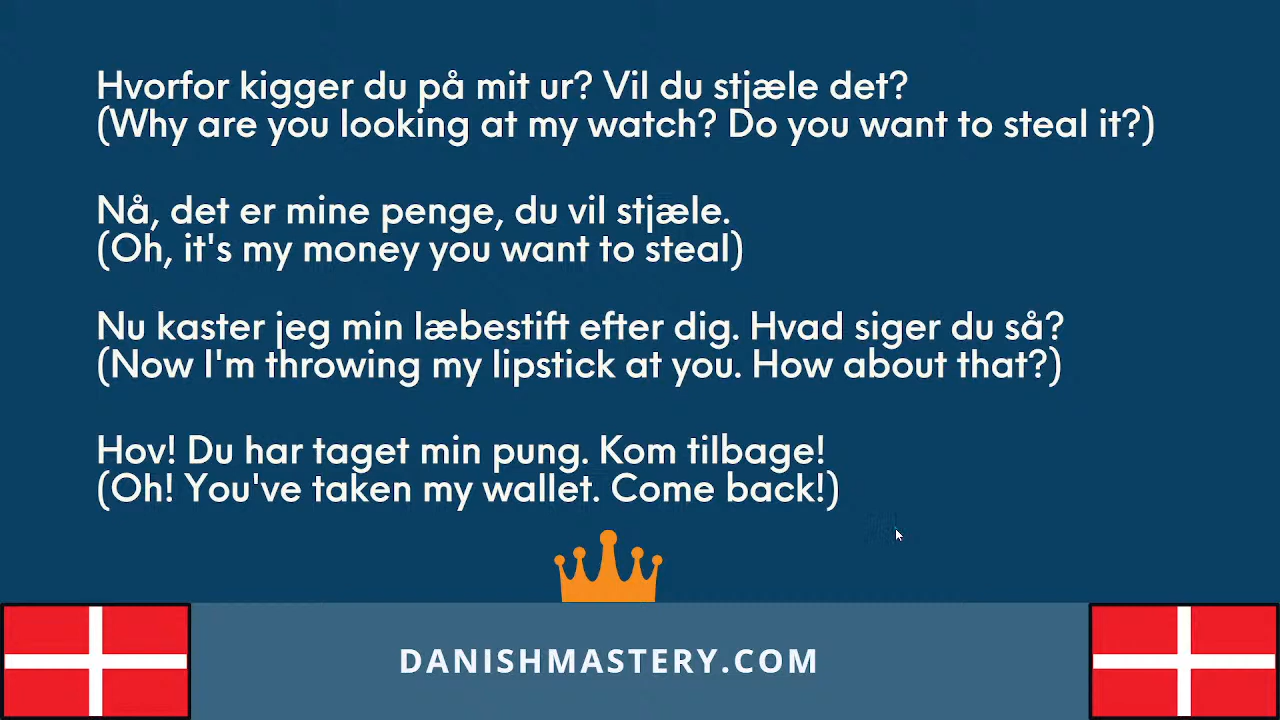 Hvorfor kigger du på mit ur? Vil du stjæle det?
(Why are you looking at my watch? Do you want to steal it?)
Nå, det er mine penge, du vil stjæle.
(Oh, it's my money you want to steal)
Nu kaster jeg min læbestift efter dig. Hvad siger du så?
(Now I'm throwing my lipstick at you. How about that?)
Hov! Du har taget min pung. Kom tilbage!
(Oh! You've taken my wallet. Come back!)
DANISHMASTERY.COM